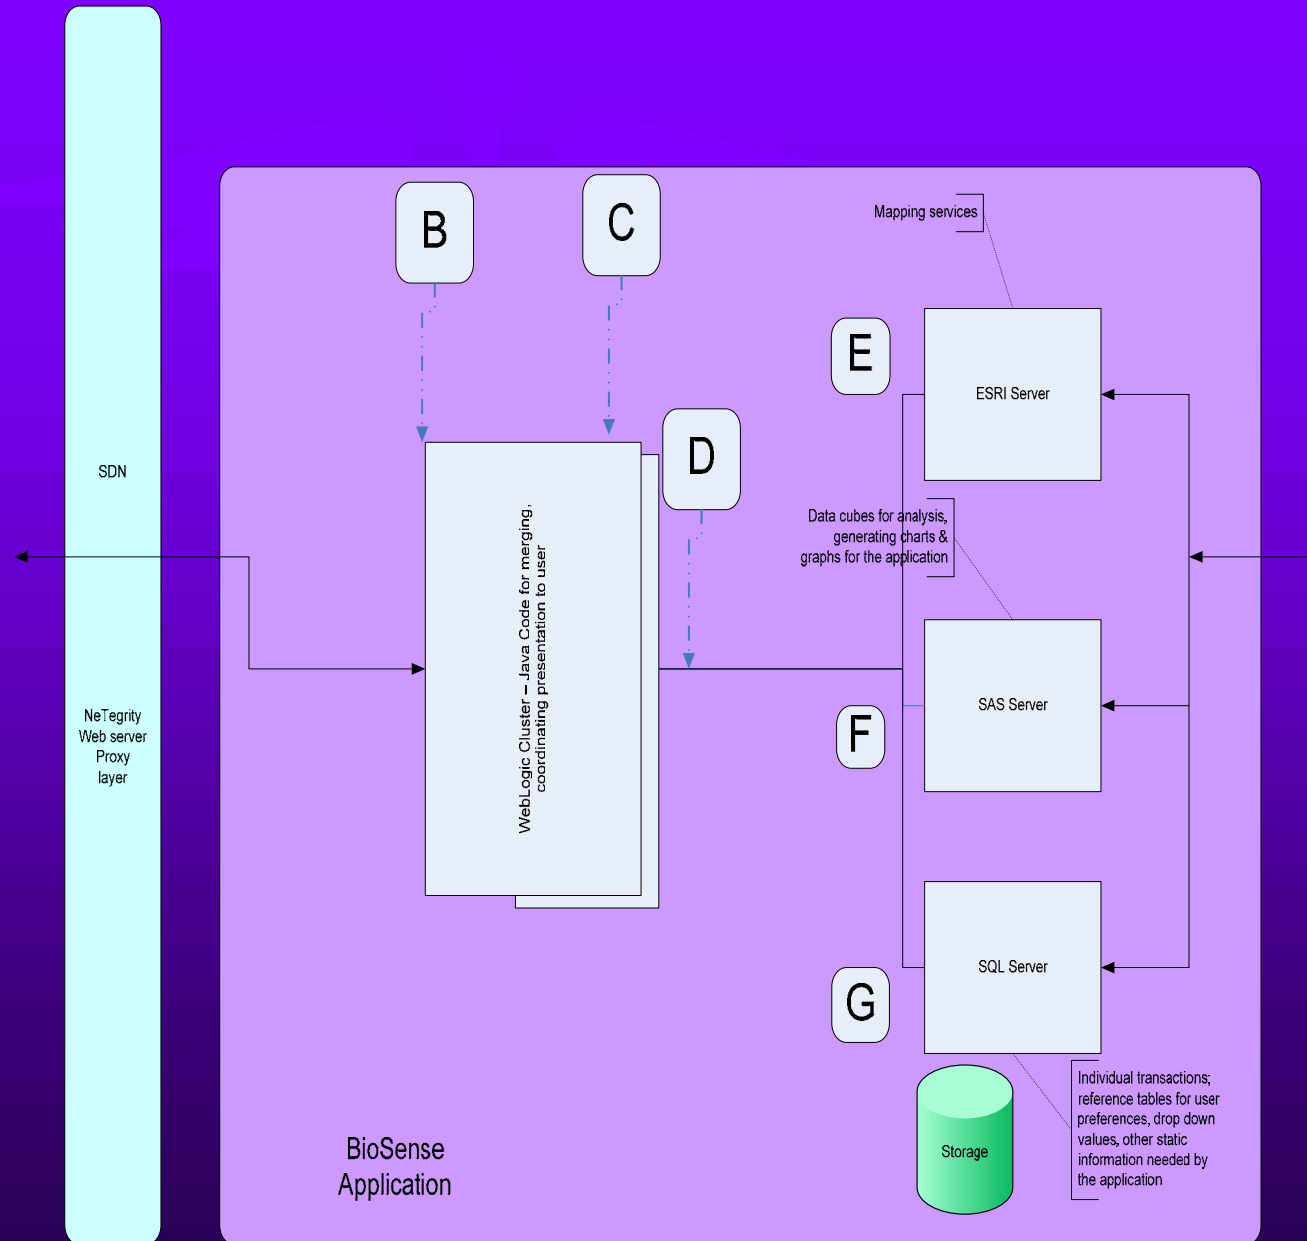 B
C
Mapping services
E
ESRI Server
D
SDN
Data cubes for analysis,
generating charts &
graphs for the application
WebLogic Cluster – Java Code for merging,
coordinating presentation to user
NeTegrity
Web server
Proxy
layer
F
SAS Server
G
SQL Server
Individual transactions;
reference tables for user
preferences, drop down
values, other static
information needed by
the application
Storage
BioSense
Application